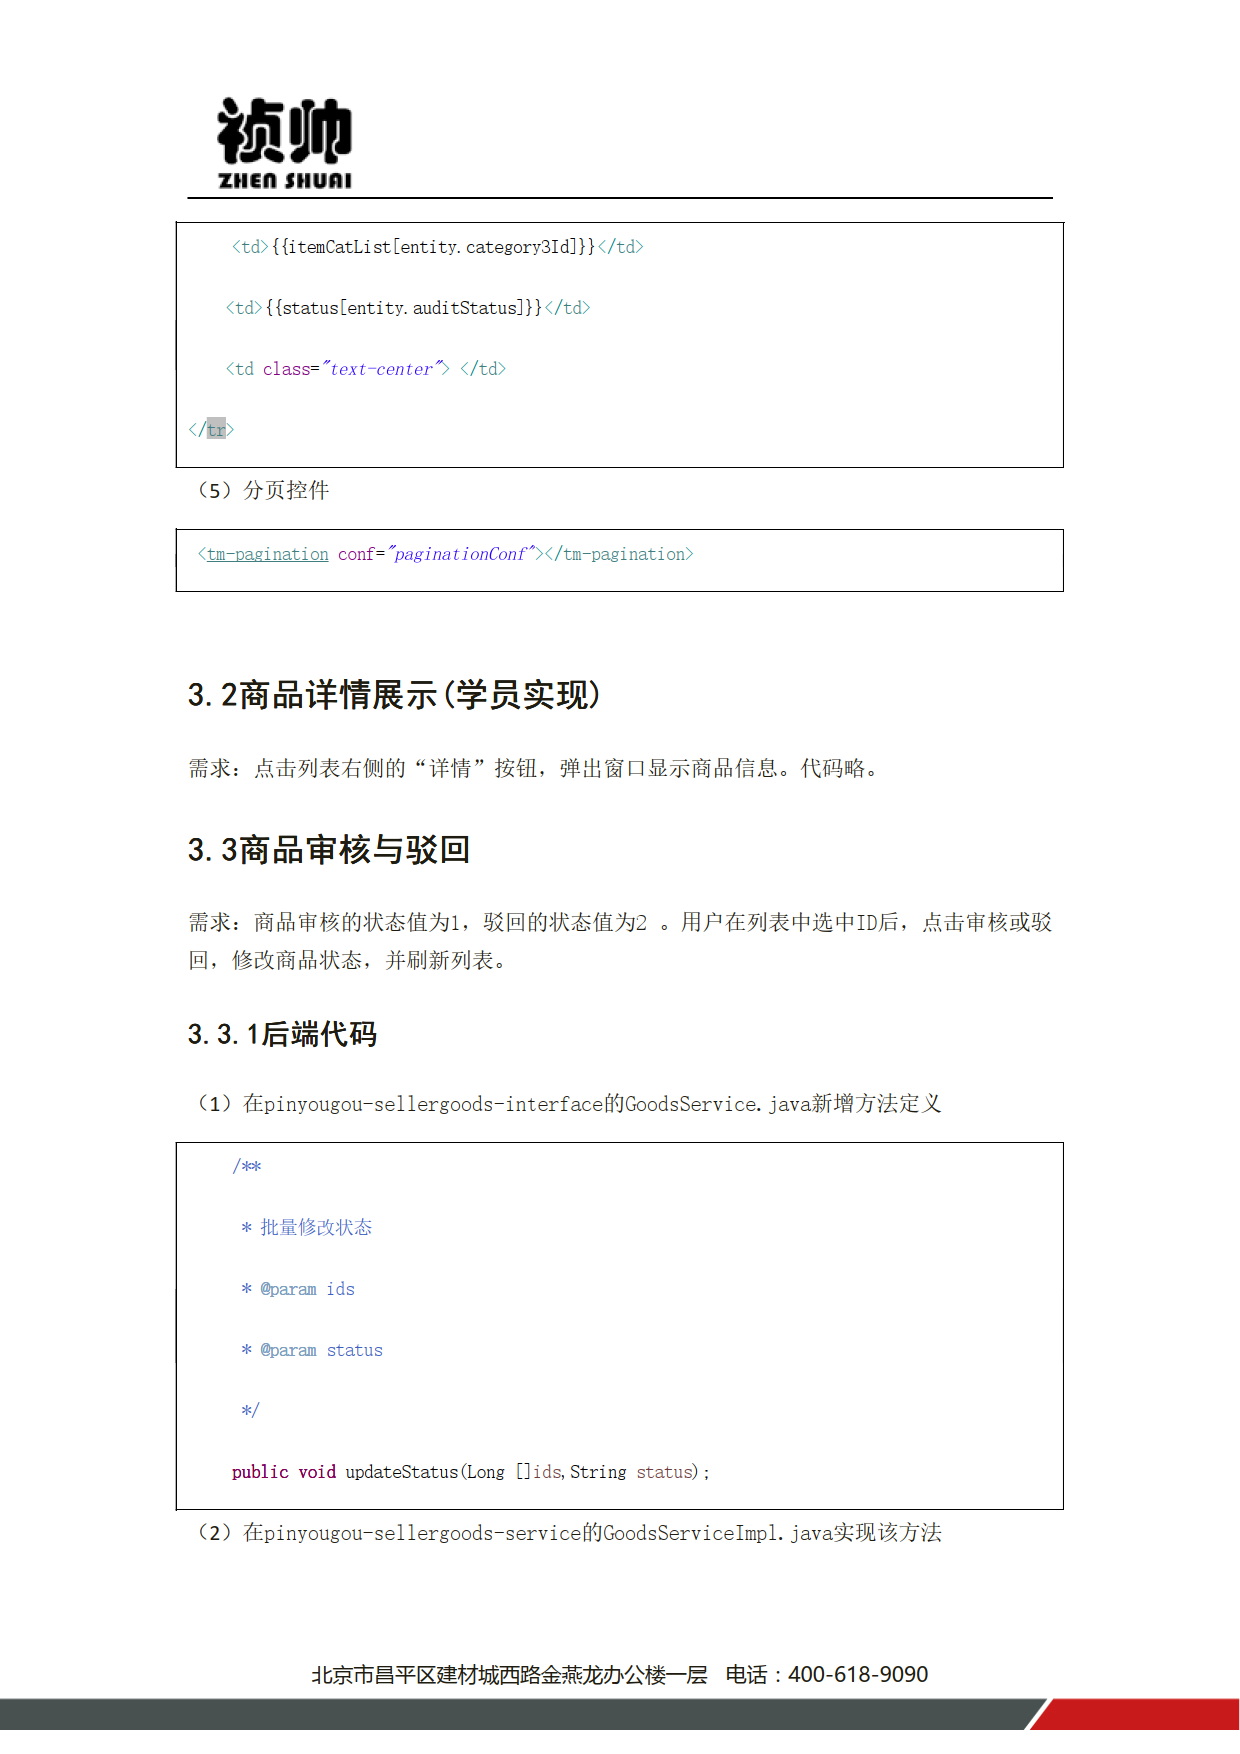 祯帅
ZHEN SHUAI
<td>{{itemCatList[entity.category3Id]}}</td>
<td>{{status[entity.auditStatus]}}</td>
<td class="text-center"> </td>
</tr>
（5）分页控件
<tm-pagination conf="paginationConf"></tm-pagination>
3.2商品详情展示(学员实现)
需求：点击列表右侧的“详情”按钮，弹出窗口显示商品信息。代码略。
3.3商品审核与驳回
需求：商品审核的状态值为1，驳回的状态值为2 。用户在列表中选中ID后，点击审核或驳
回，修改商品状态，并刷新列表。
3.3.1后端代码
（1）在pinyougou-sellergoods-interface的GoodsService.java新增方法定义
/**
* 批量修改状态
* @param ids
* @param status
*/
public void updateStatus(Long []ids,String status);
（2）在pinyougou-sellergoods-service的GoodsServiceImpl.java实现该方法
北京市昌平区建材城西路金燕龙办公楼一层 电话：400-618-9090